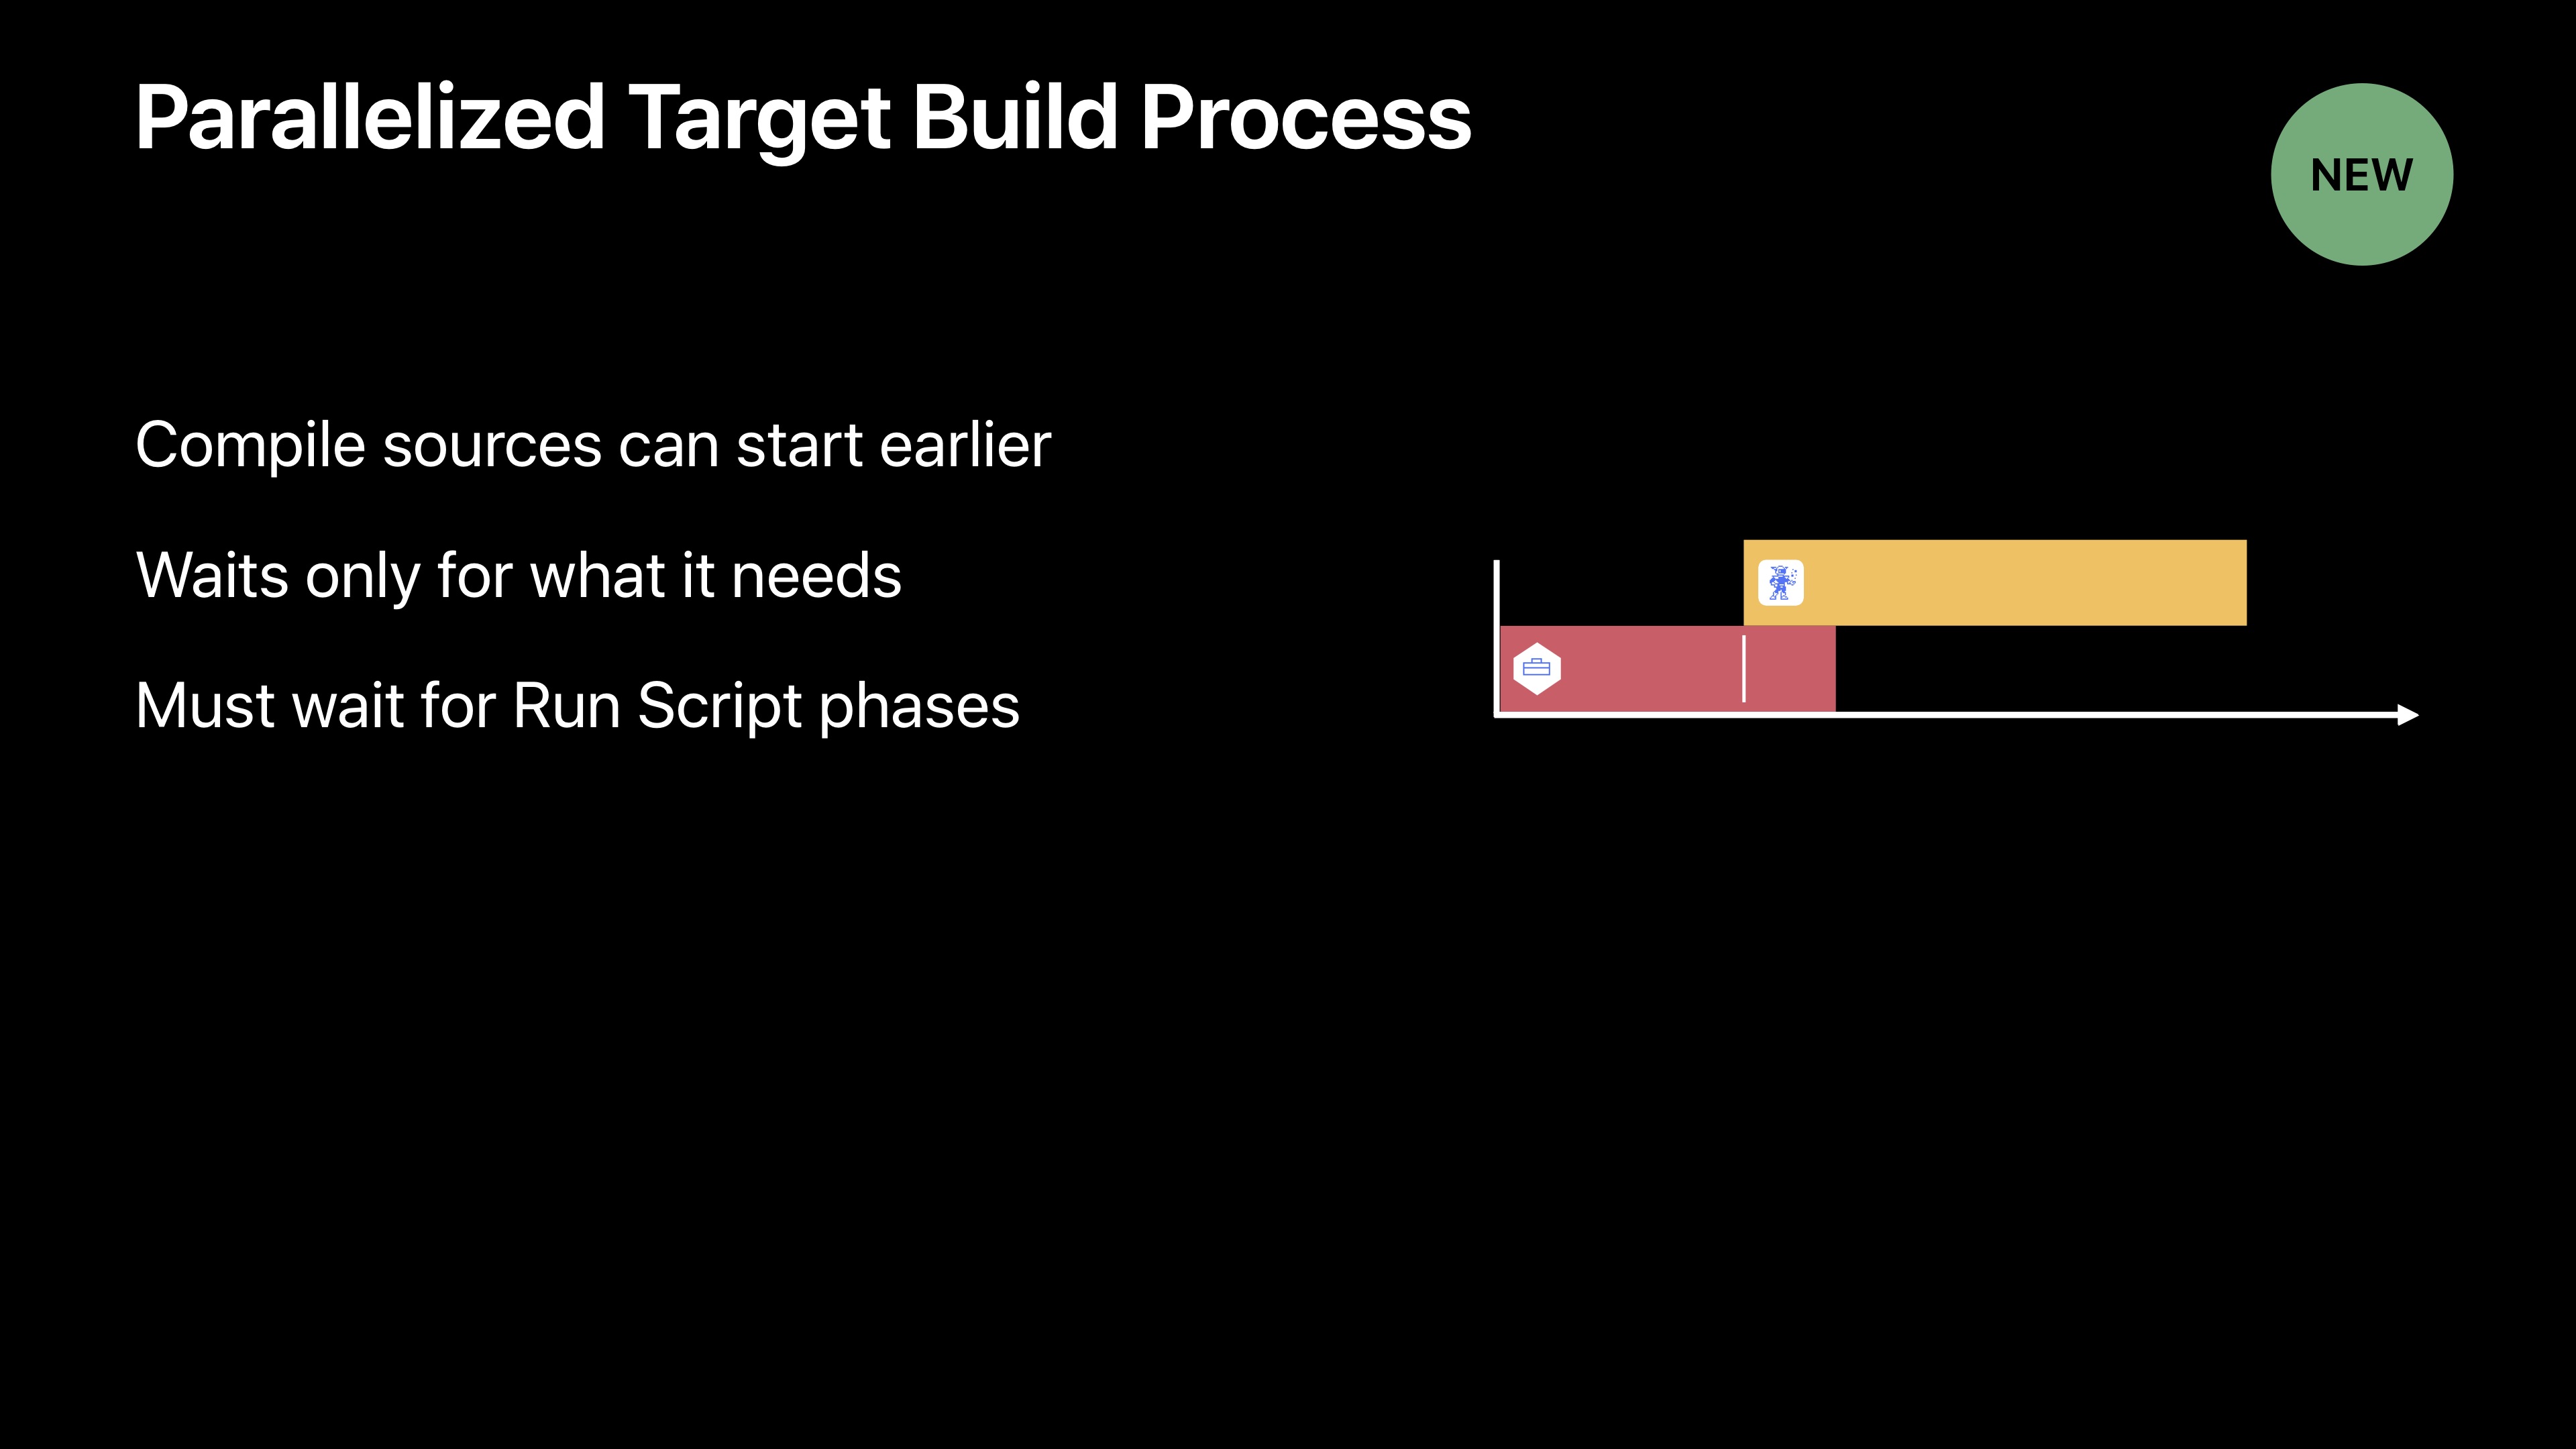 Parallelized Target Build Process
NEW
Compile sources can start earlier
Waits only for what it needs
Must wait for Run Script phases